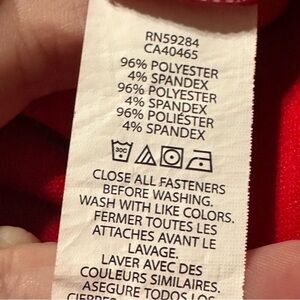 RN59284
CA40465
96% POLYESTER
4% SPANDEX
96% POLYESTER
4% SPANDEX
96% POLIÉSTER
4% SPANDEX
30C
CLOSE ALL FASTENERS
BEFORE WASHING.
WASH WITH LIKE COLORS.
FERMER TOUTES LES
ATTACHES AVANT LE
LAVAGE.
LAVER AVEC DES
COULEURS SIMILAIRES.
ASEGURE TODOS LOS